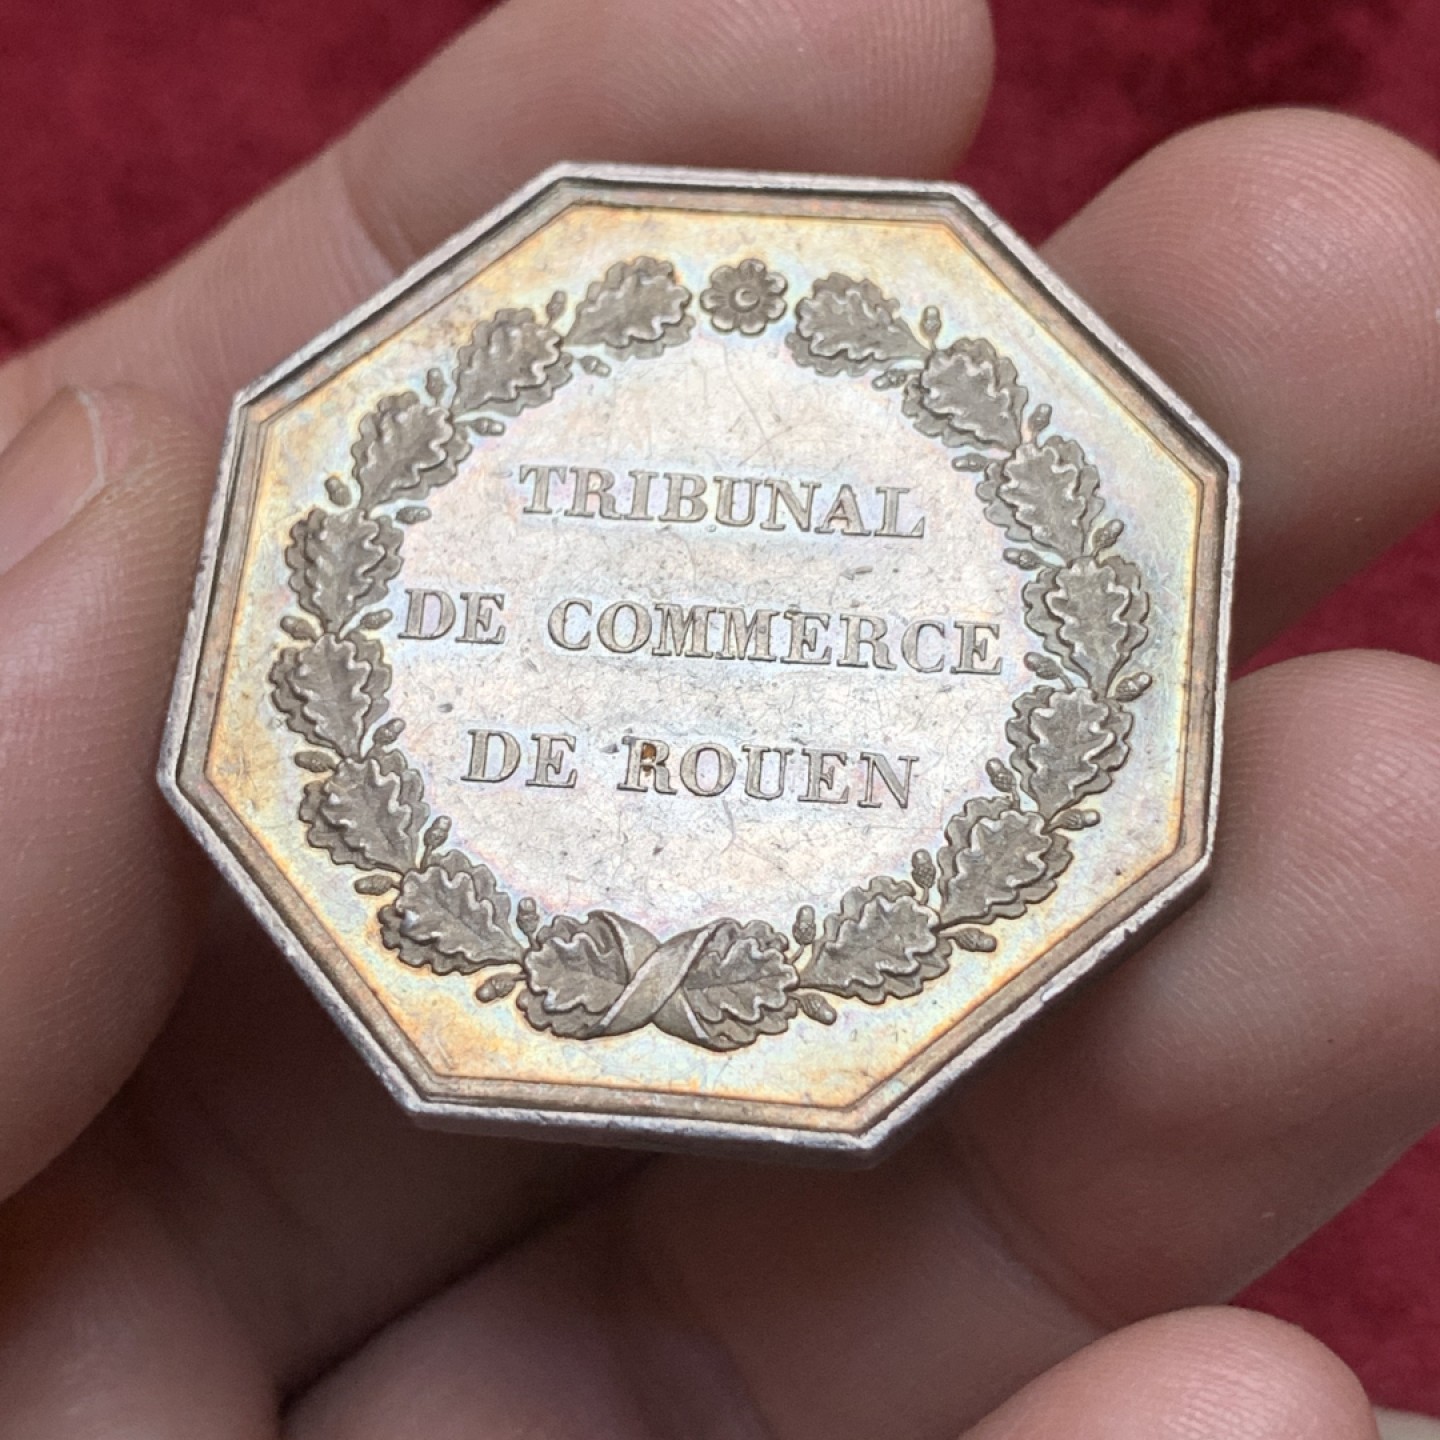 TRIBUNAL
DE COMMERCE
DE ROUEN